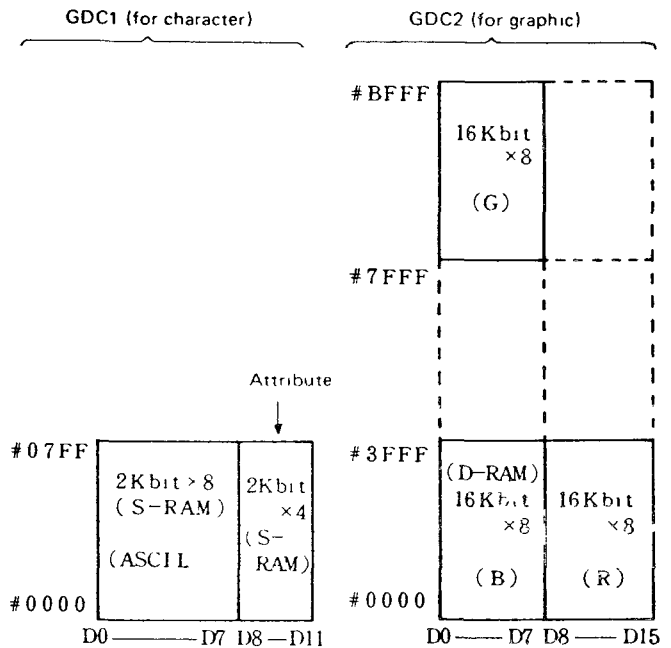 GDC1 (for character)
GDC2 (for graphic)
#BFFF
16Kbit
×8
(G)
#7FFF
Attribute
#07FF
2Kbit×8
(S-RAM)
(ASCII
2Kbit
×4
(S-
RAM)
#0000
D0 — D7 D8 — D11
#3FFF
(D-RAM)
16Kbit
×8
(B)
16Kbit
×8
(R)
#0000
D0 — D7 D8 — D15